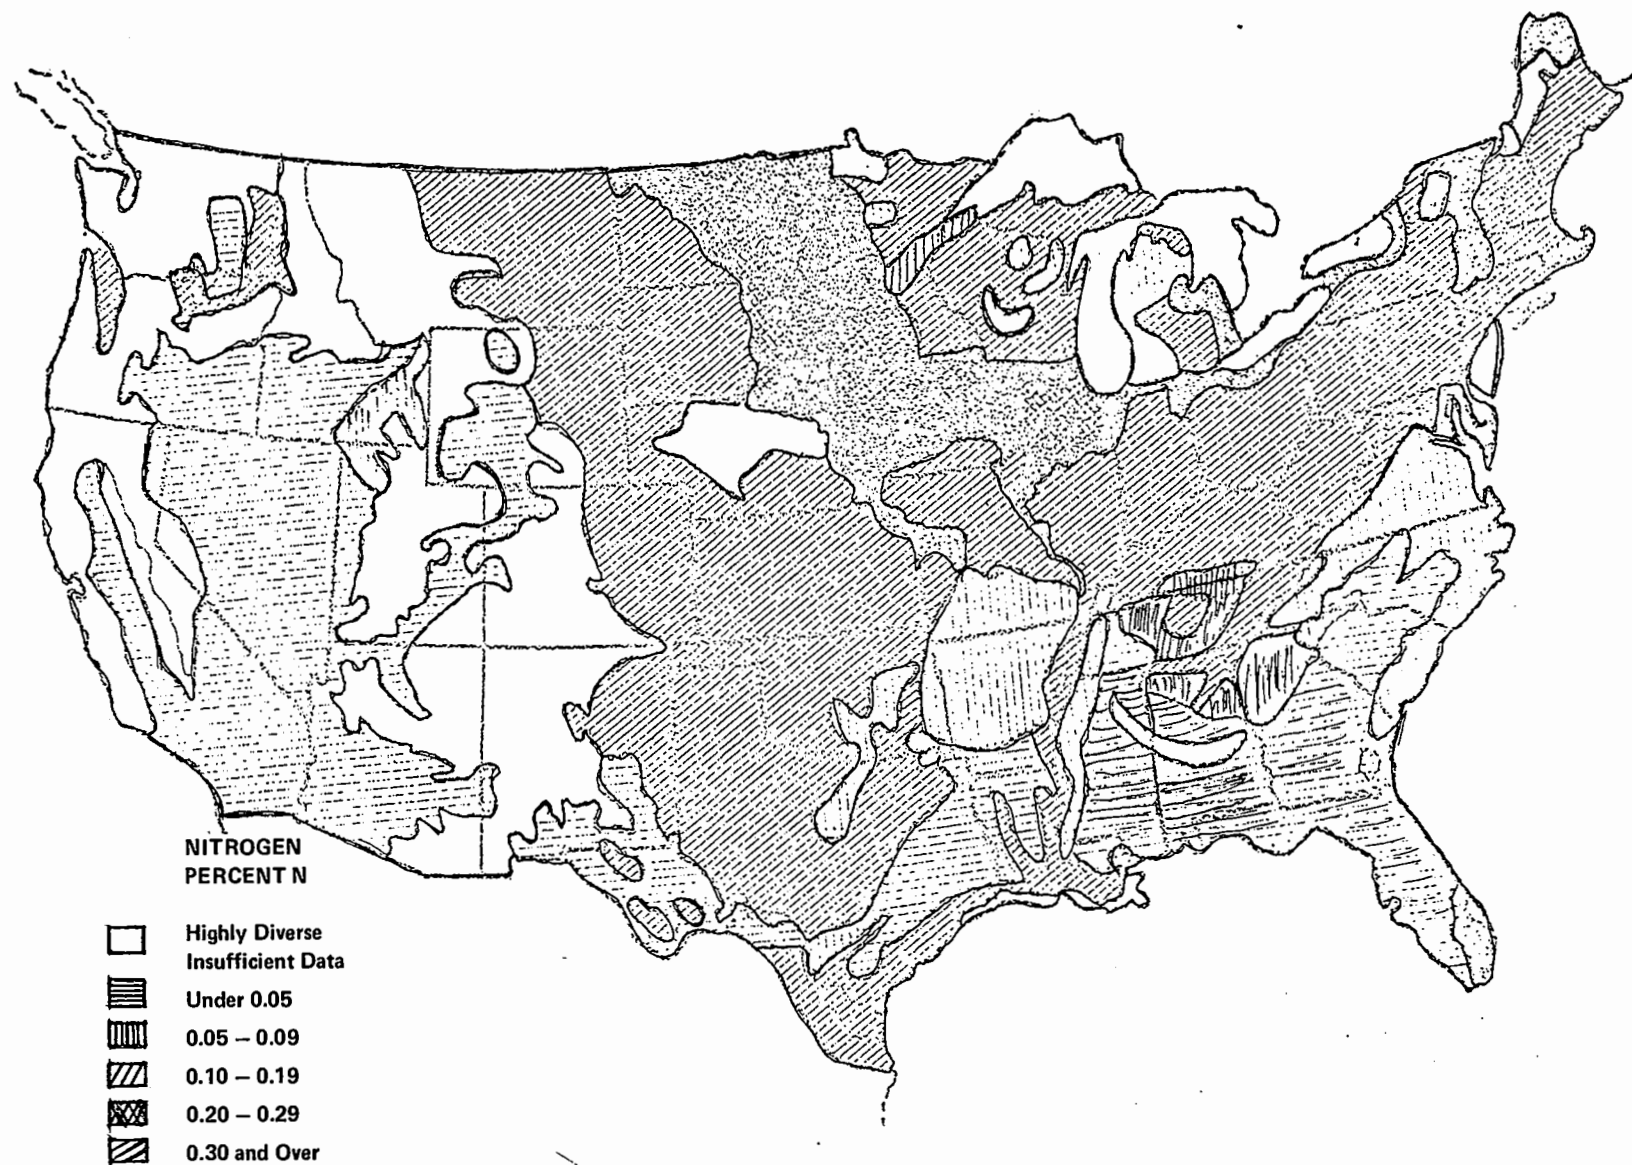 NITROGEN
PERCENT N
Highly Diverse
Insufficient Data
Under 0.05
0.05 – 0.09
0.10 – 0.19
0.20 – 0.29
0.30 and Over